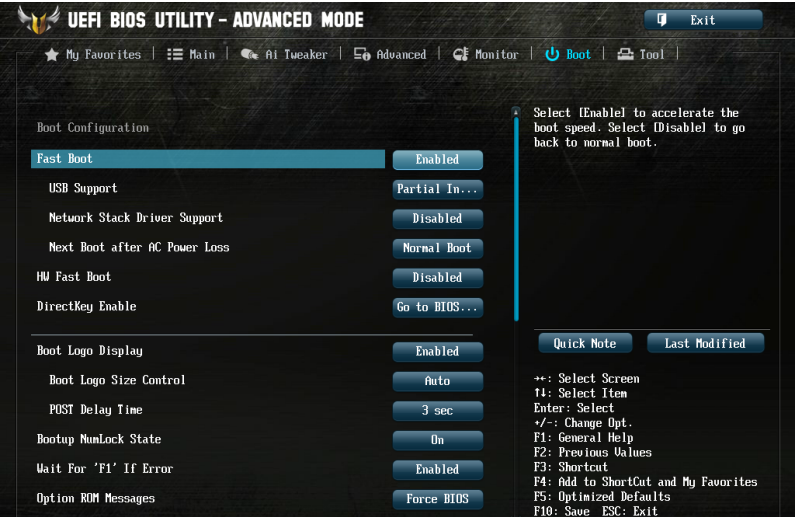 UEFI BIOS UTILITY – ADVANCED MODE
Exit
My Favorites | Main | Ai Tweaker | Advanced | Monitor | Boot | Tool |
Boot Configuration
Fast Boot Enabled
USB Support Partial In...
Network Stack Driver Support Disabled
Next Boot after AC Power Loss Normal Boot
HW Fast Boot Disabled
DirectKey Enable Go to BIOS...
Boot Logo Display Enabled
Boot Logo Size Control Auto
POST Delay Time 3 sec
Bootup NumLock State On
Wait For 'F1' If Error Enabled
Option ROM Messages Force BIOS
Select [Enable] to accelerate the
boot speed. Select [Disable] to go
back to normal boot.
Quick Note
Last Modified
→←: Select Screen
↑↓: Select Item
Enter: Select
+/-: Change Opt.
F1: General Help
F2: Previous Values
F3: Shortcut
F4: Add to ShortCut and My Favorites
F5: Optimized Defaults
F10: Save ESC: Exit